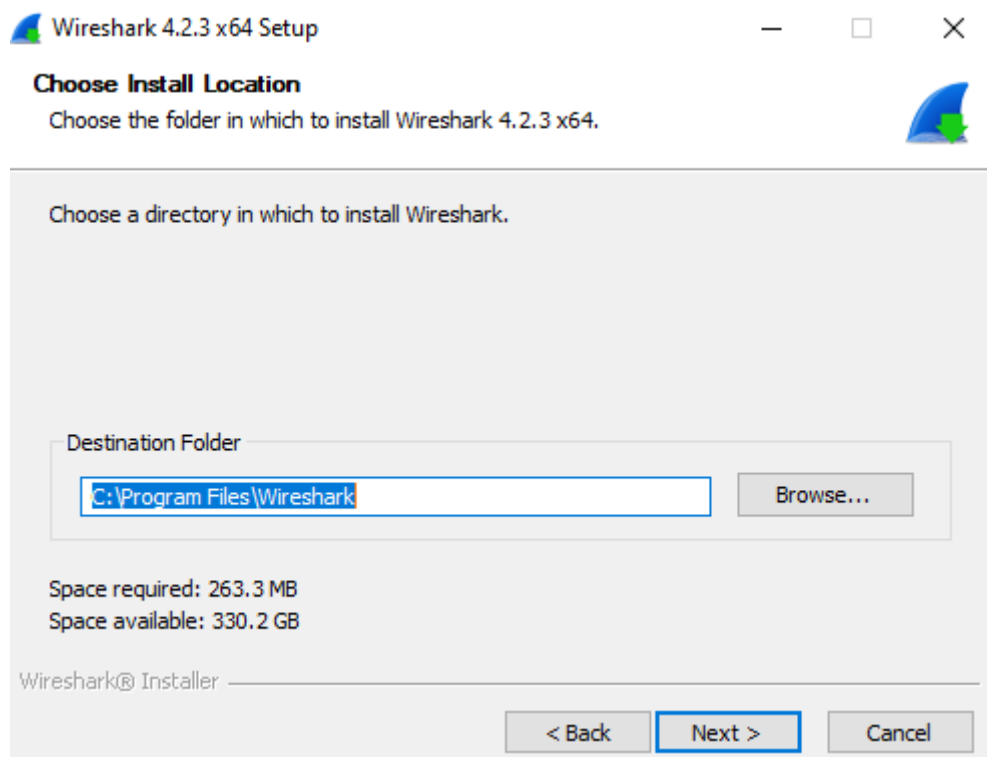 Wireshark 4.2.3 x64 Setup
Choose Install Location
Choose the folder in which to install Wireshark 4.2.3 x64.
Choose a directory in which to install Wireshark.
Destination Folder
C:\Program Files\Wireshark
Browse...
Space required: 263.3 MB
Space available: 330.2 GB
Wireshark® Installer
< Back
Next >
Cancel